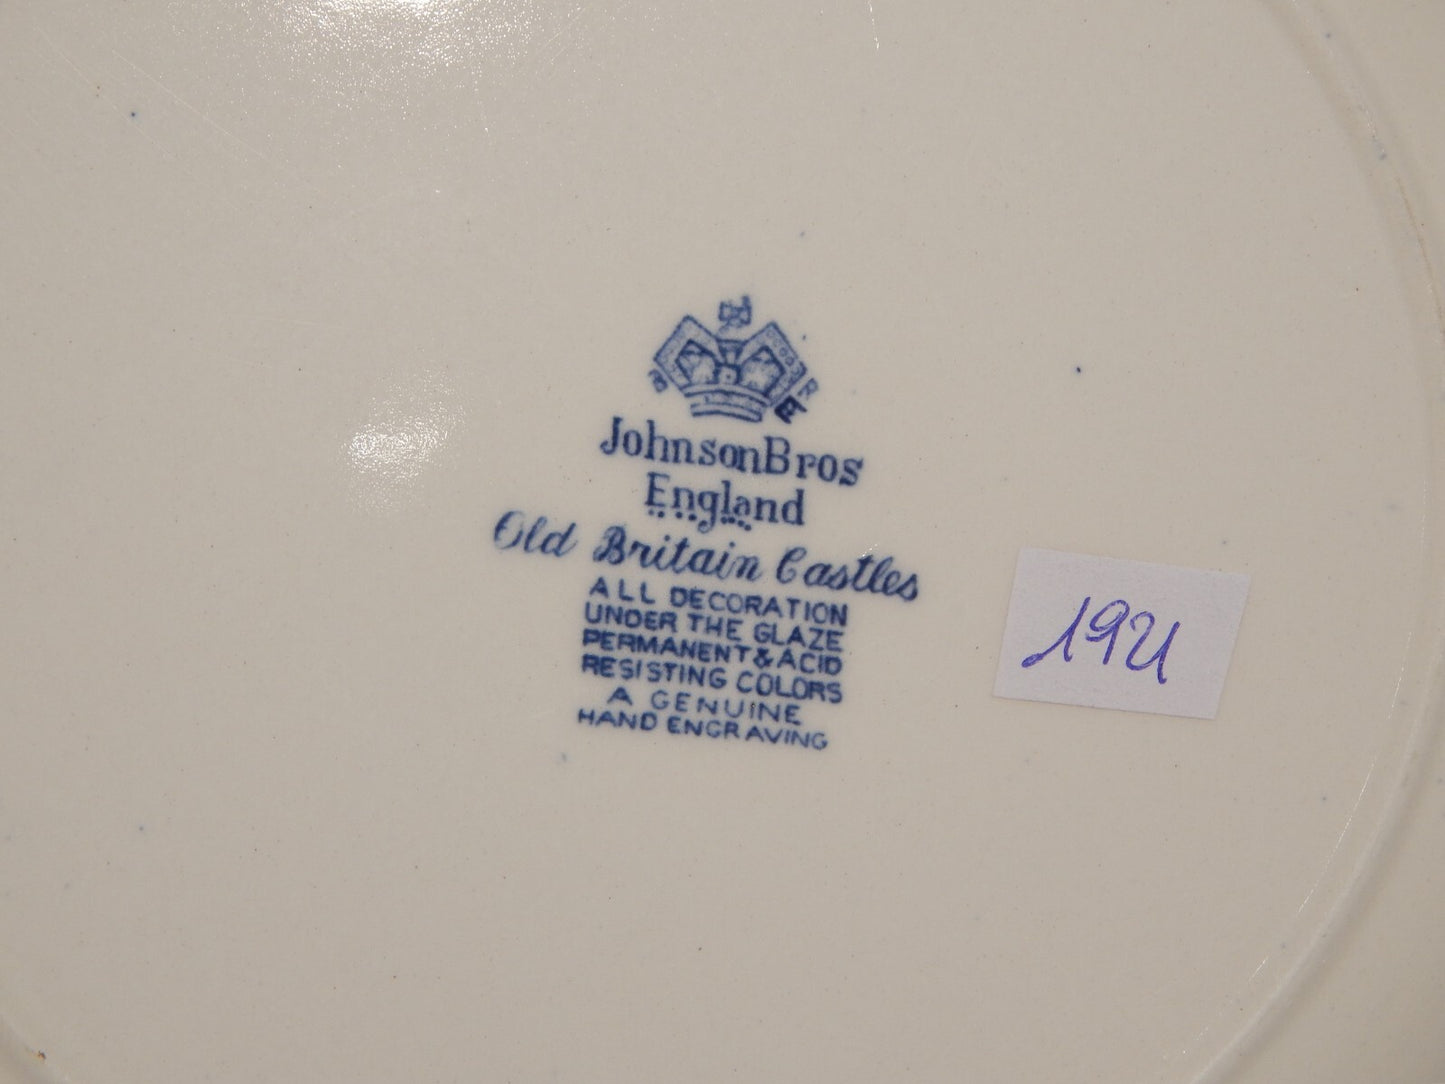 JohnsonBros
England
Old Britain Castles
ALL DECORATION
UNDER THE GLAZE
PERMANENT & ACID
RESISTING COLORS
A GENUINE
HAND ENGRAVING
1921